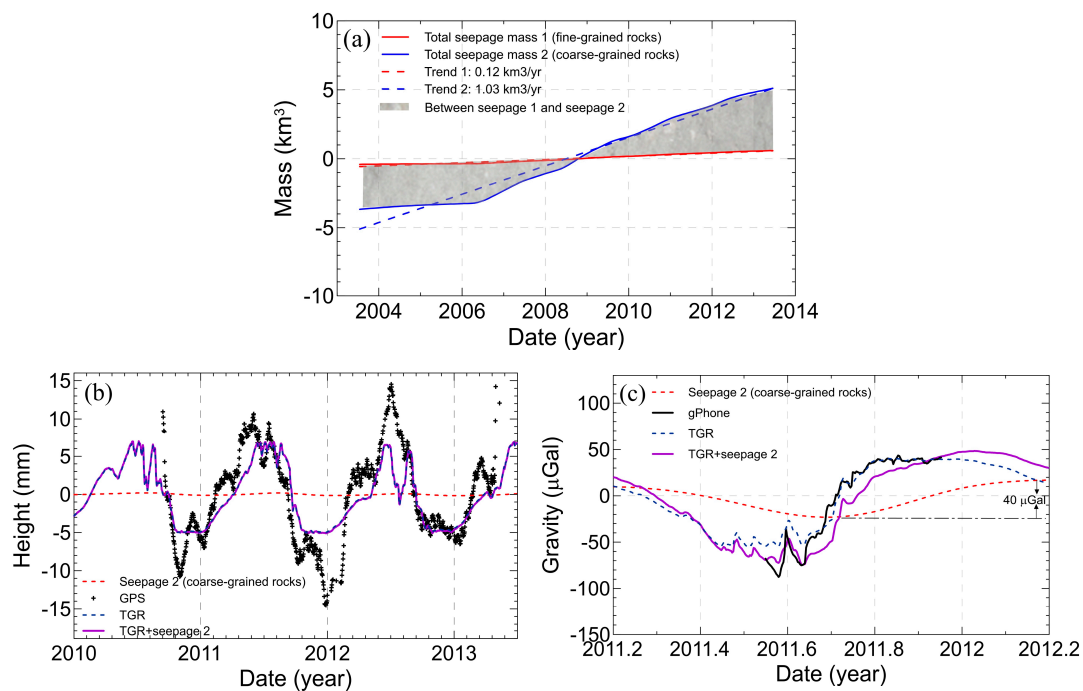 (a)
Total seepage mass 1 (fine-grained rocks)
Total seepage mass 2 (coarse-grained rocks)
Trend 1: 0.12 km3/yr
Trend 2: 1.03 km3/yr
Between seepage 1 and seepage 2
Mass (km³)
10
5
0
-5
-10
2004 2006 2008 2010 2012 2014
Date (year)
(b)
Height (mm)
15
10
5
0
-5
-10
-15
Seepage 2 (coarse-grained rocks)
GPS
TGR
TGR+seepage 2
2010 2011 2012 2013
Date (year)
(c)
Gravity (μGal)
100
50
0
-50
-100
-150
Seepage 2 (coarse-grained rocks)
gPhone
TGR
TGR+seepage 2
40 μGal
2011.2 2011.4 2011.6 2011.8 2012 2012.2
Date (year)